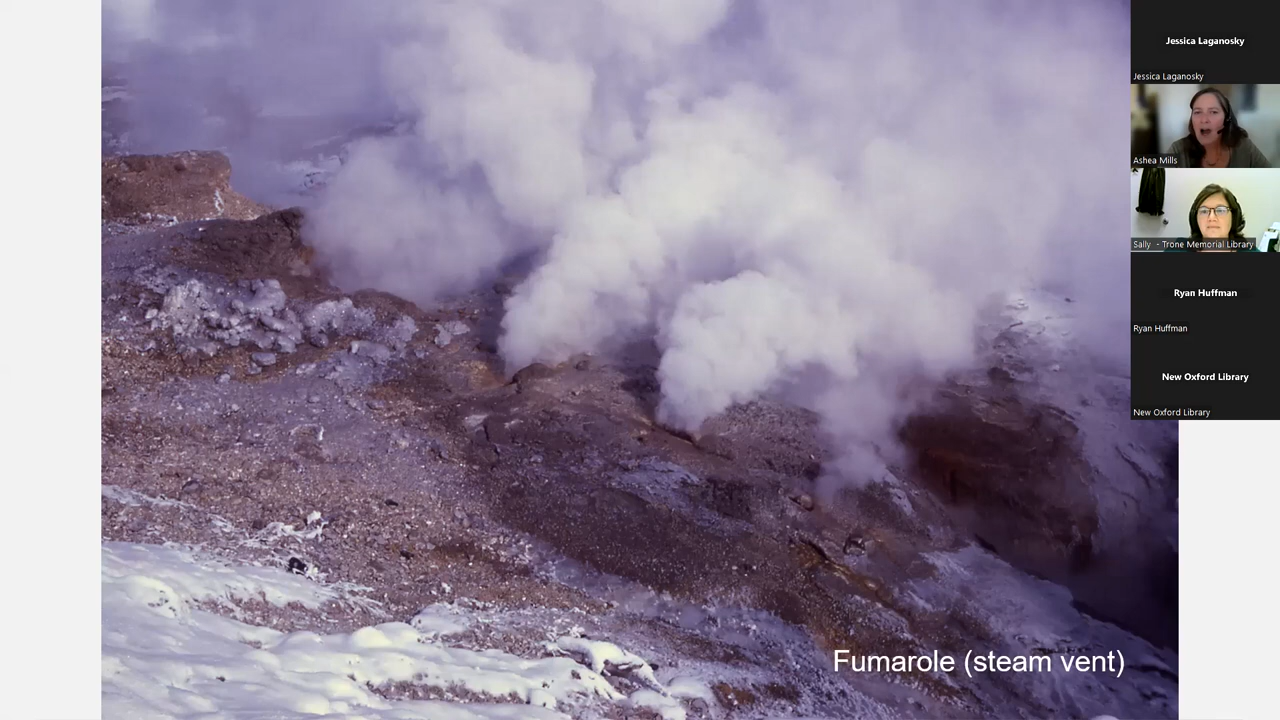 Jessica Laganosky
Jessica Laganosky
Ashea Mills
Sally - Trone Memorial Library
Ryan Huffman
Ryan Huffman
New Oxford Library
New Oxford Library
Fumarole (steam vent)